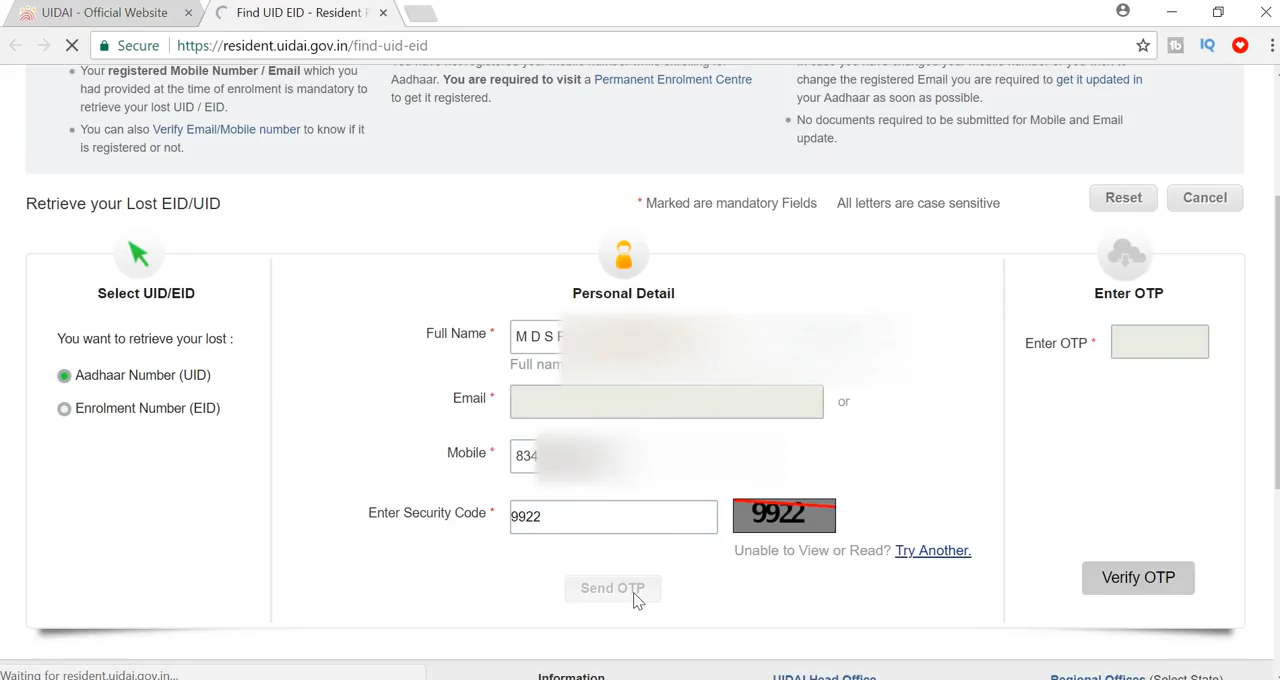 UIDAI - Official Website
Find UID EID - Resident
Secure
https://resident.uidai.gov.in/find-uid-eid
Your registered Mobile Number / Email which you
had provided at the time of enrolment is mandatory to
retrieve your lost UID / EID.
You can also Verify Email/Mobile number to know if it
is registered or not.
Aadhaar. You are required to visit a Permanent Enrolment Centre
to get it registered.
change the registered Email you are required to get it updated in
your Aadhaar as soon as possible.
No documents required to be submitted for Mobile and Email
update.
Retrieve your Lost EID/UID
* Marked are mandatory Fields
All letters are case sensitive
Reset
Cancel
Select UID/EID
You want to retrieve your lost :
Aadhaar Number (UID)
Enrolment Number (EID)
Personal Detail
Full Name *
M D S
Full nam
Email *
or
Mobile *
834
Enter Security Code *
9922
9922
Unable to View or Read? Try Another.
Send OTP
Enter OTP
Enter OTP *
Verify OTP
Waiting for resident.uidai.gov.in...
Information
UIDAI Head Office
Regional Offices (Select State)